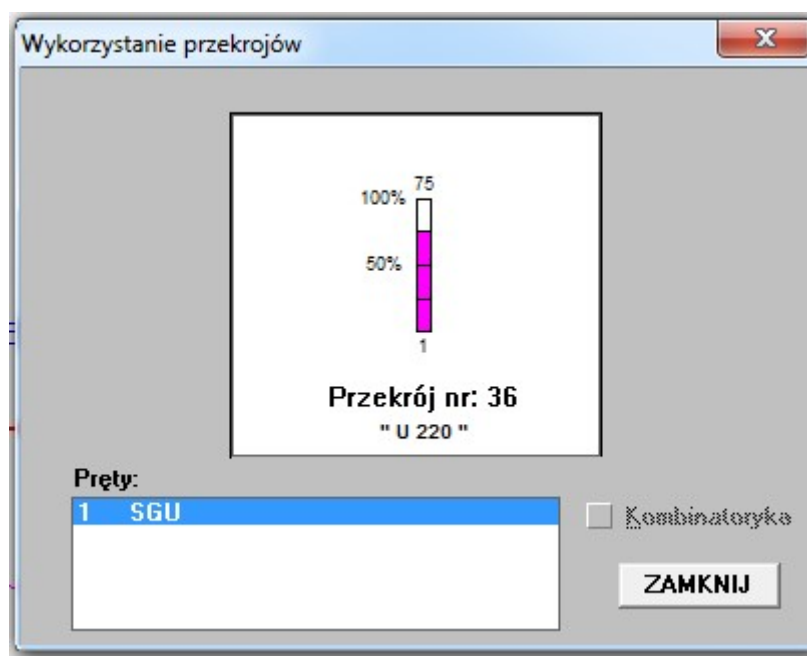 Wykorzystanie przekrojów
75
100%
50%
1
Przekrój nr: 36
" U 220 "
Pręty:
1 SGU
Kombinatoryka
ZAMKNIJ